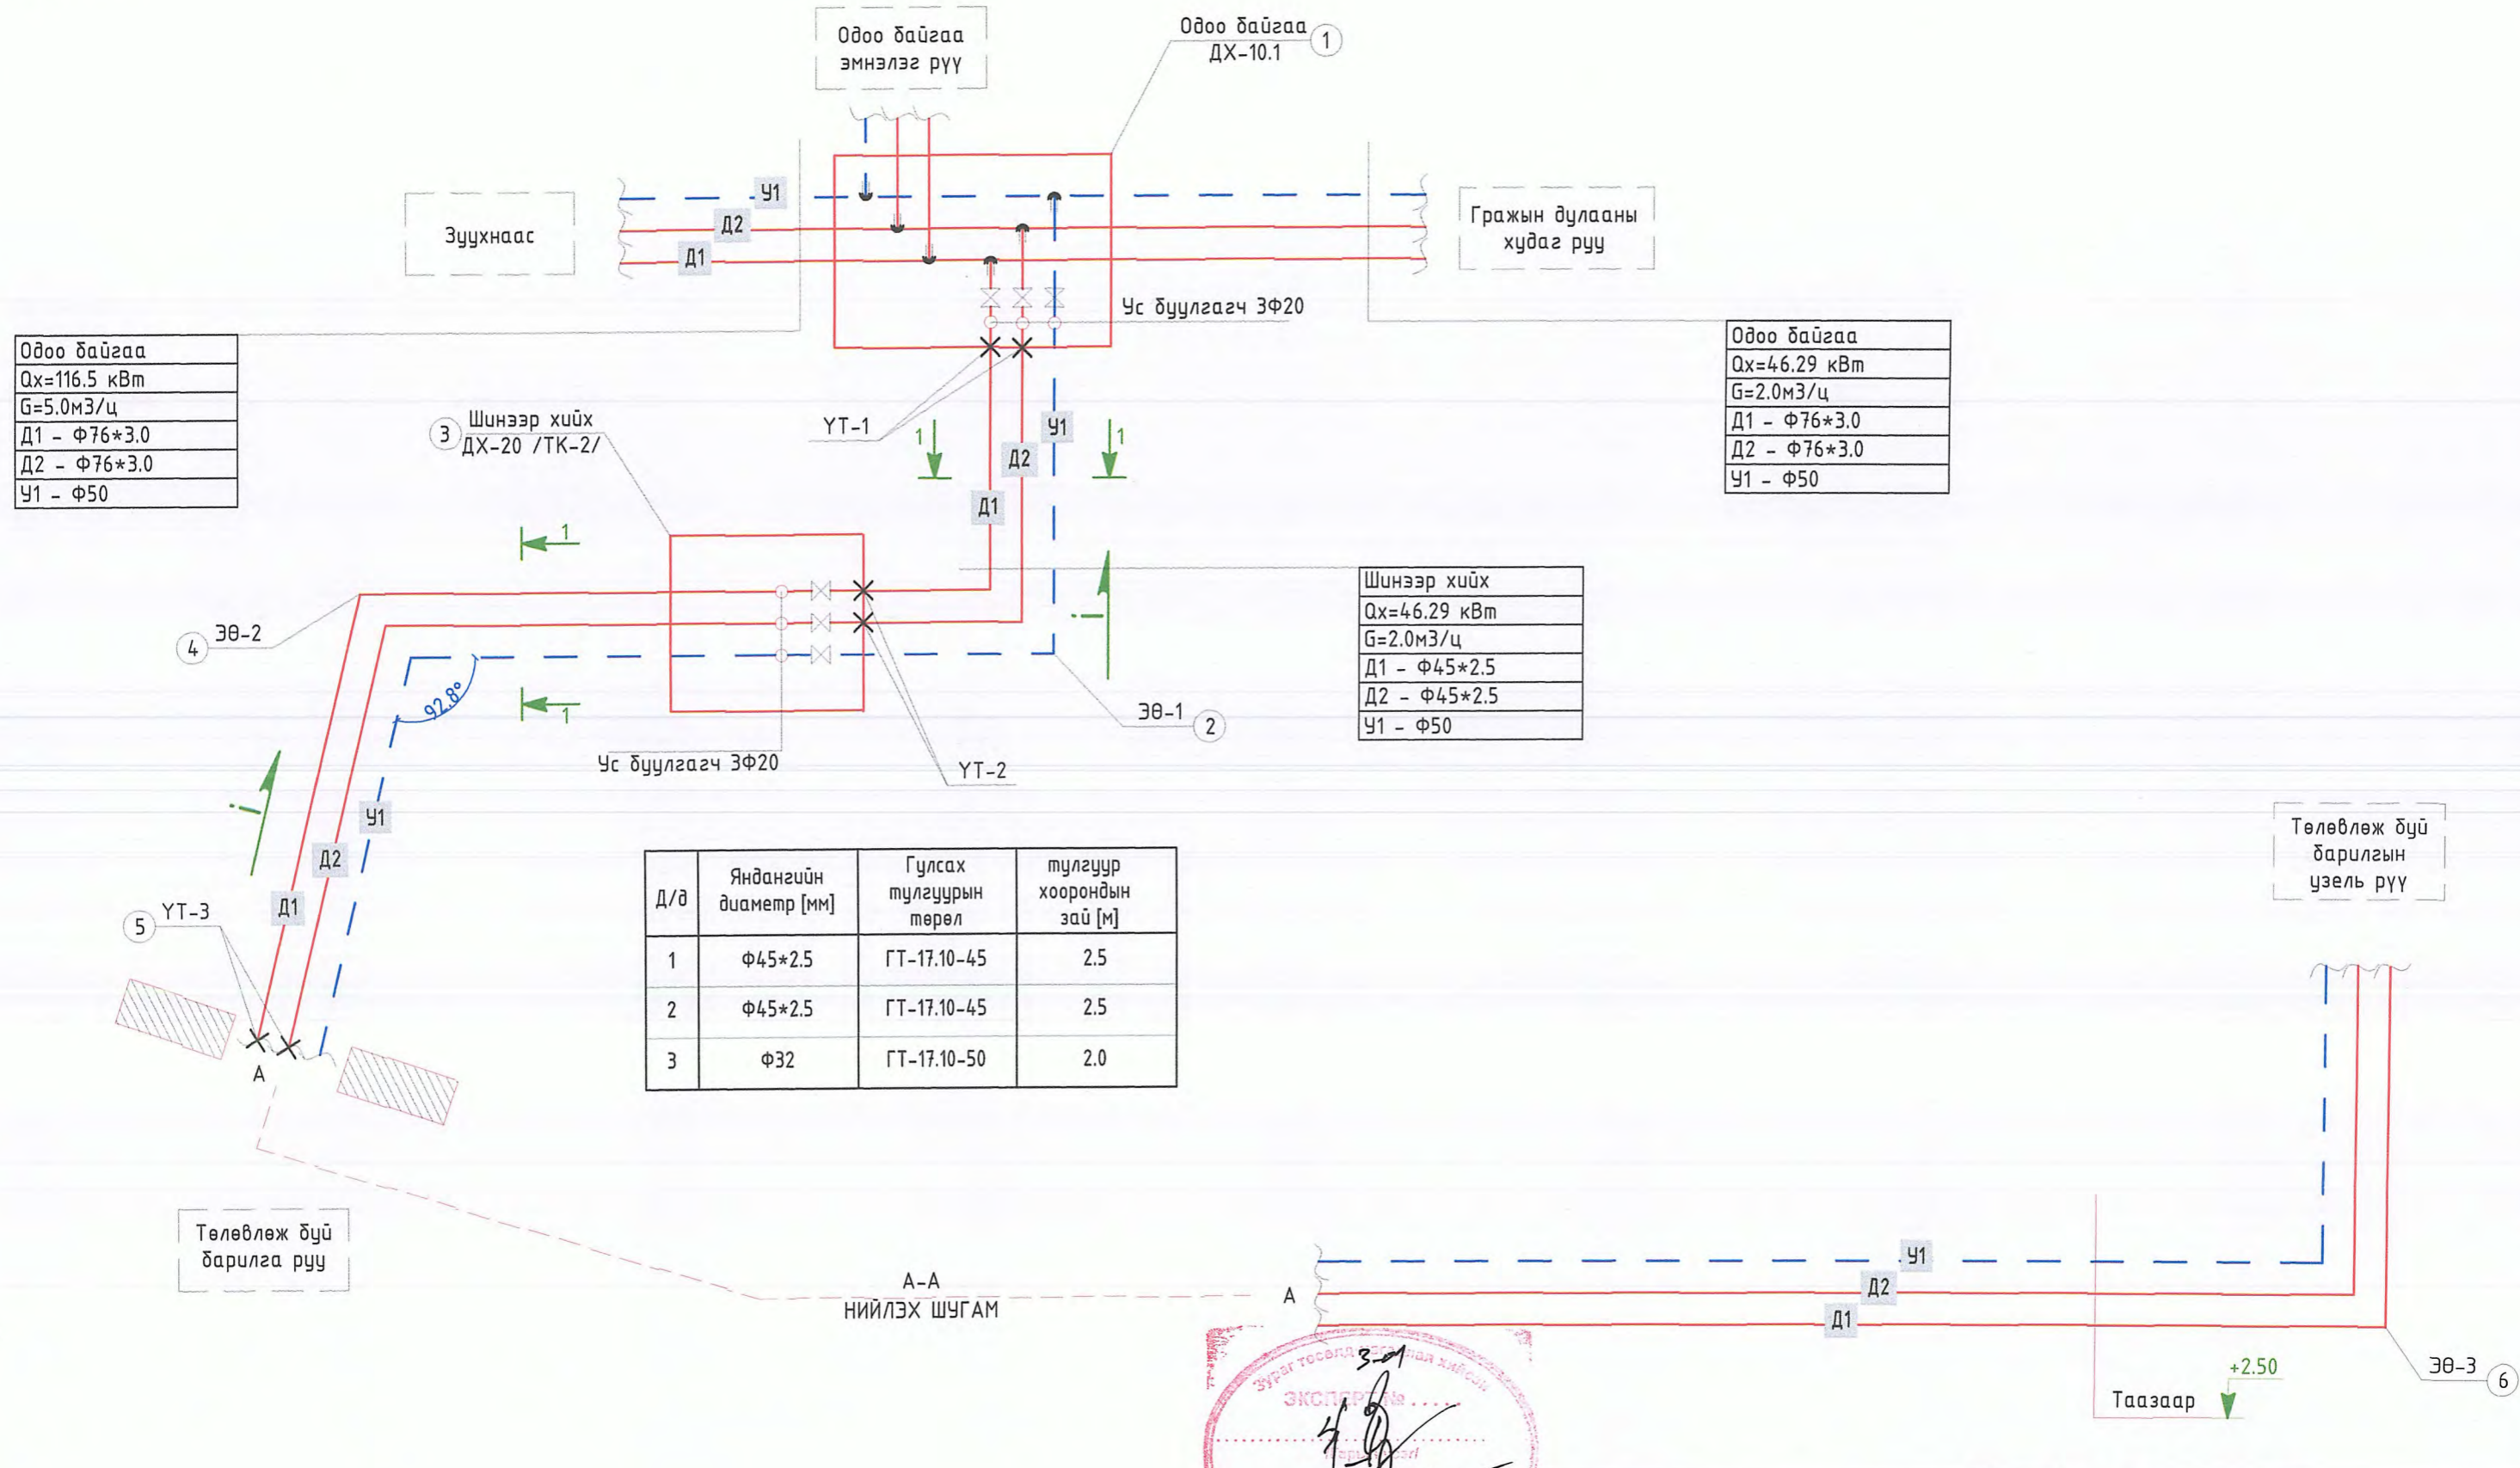 Одоо байгаа
эмнэлэг рүү
Одоо байгаа
ДХ-10.1
1
Зуухнаас
У1
Д2
Д1
Гражын дулааны
худаг руу
Ус буулгагч 3Ф20
Одоо байгаа
Qх=116.5 кВт
G=5.0м3/ц
Д1 - Ф76*3.0
Д2 - Ф76*3.0
У1 - Ф50
Одоо байгаа
Qх=46.29 кВт
G=2.0м3/ц
Д1 - Ф76*3.0
Д2 - Ф76*3.0
У1 - Ф50
3
Шинээр хийх
ДХ-20 /ТК-2/
ҮТ-1
1
1
У1
Д2
Д1
1
1
i
Шинээр хийх
Qх=46.29 кВт
G=2.0м3/ц
Д1 - Ф45*2.5
Д2 - Ф45*2.5
У1 - Ф50
4
ЭӨ-2
92.8°
ЭӨ-1
2
Ус буулгагч 3Ф20
ҮТ-2
i
У1
Д2
Д1
5
ҮТ-3
А
Д/д
Яндангийн
диаметр [мм]
Гулсах
тулгуурын
төрөл
тулгуур
хоорондын
зай [м]
1 Ф45*2.5 ГТ-17.10-45 2.5
2 Ф45*2.5 ГТ-17.10-45 2.5
3 Ф32 ГТ-17.10-50 2.0
Төлөвлөж буй
барилгын
узель рүү
Төлөвлөж буй
барилга руу
А-А
НИЙЛЭХ ШУГАМ
А
У1
Д2
Д1
Таазаар
+2.50
ЭӨ-3
6
ЭКСПЕРТ №.....